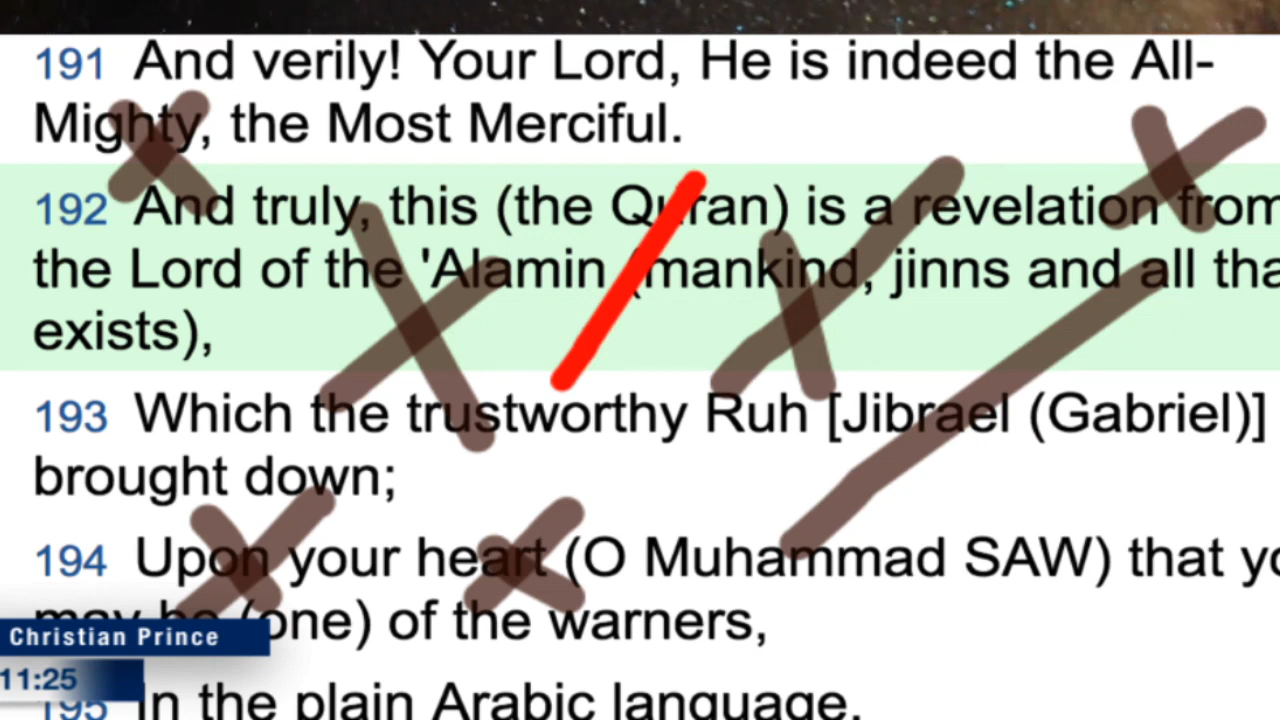 191 And verily! Your Lord, He is indeed the All-
Mighty, the Most Merciful.
192 And truly, this (the Quran) is a revelation from
the Lord of the 'Alamin (mankind, jinns and all tha
exists),
193 Which the trustworthy Ruh [Jibrael (Gabriel)]
brought down;
194 Upon your heart (O Muhammad SAW) that yo
may be (one) of the warners,
Christian Prince
11:25
195 In the plain Arabic language.